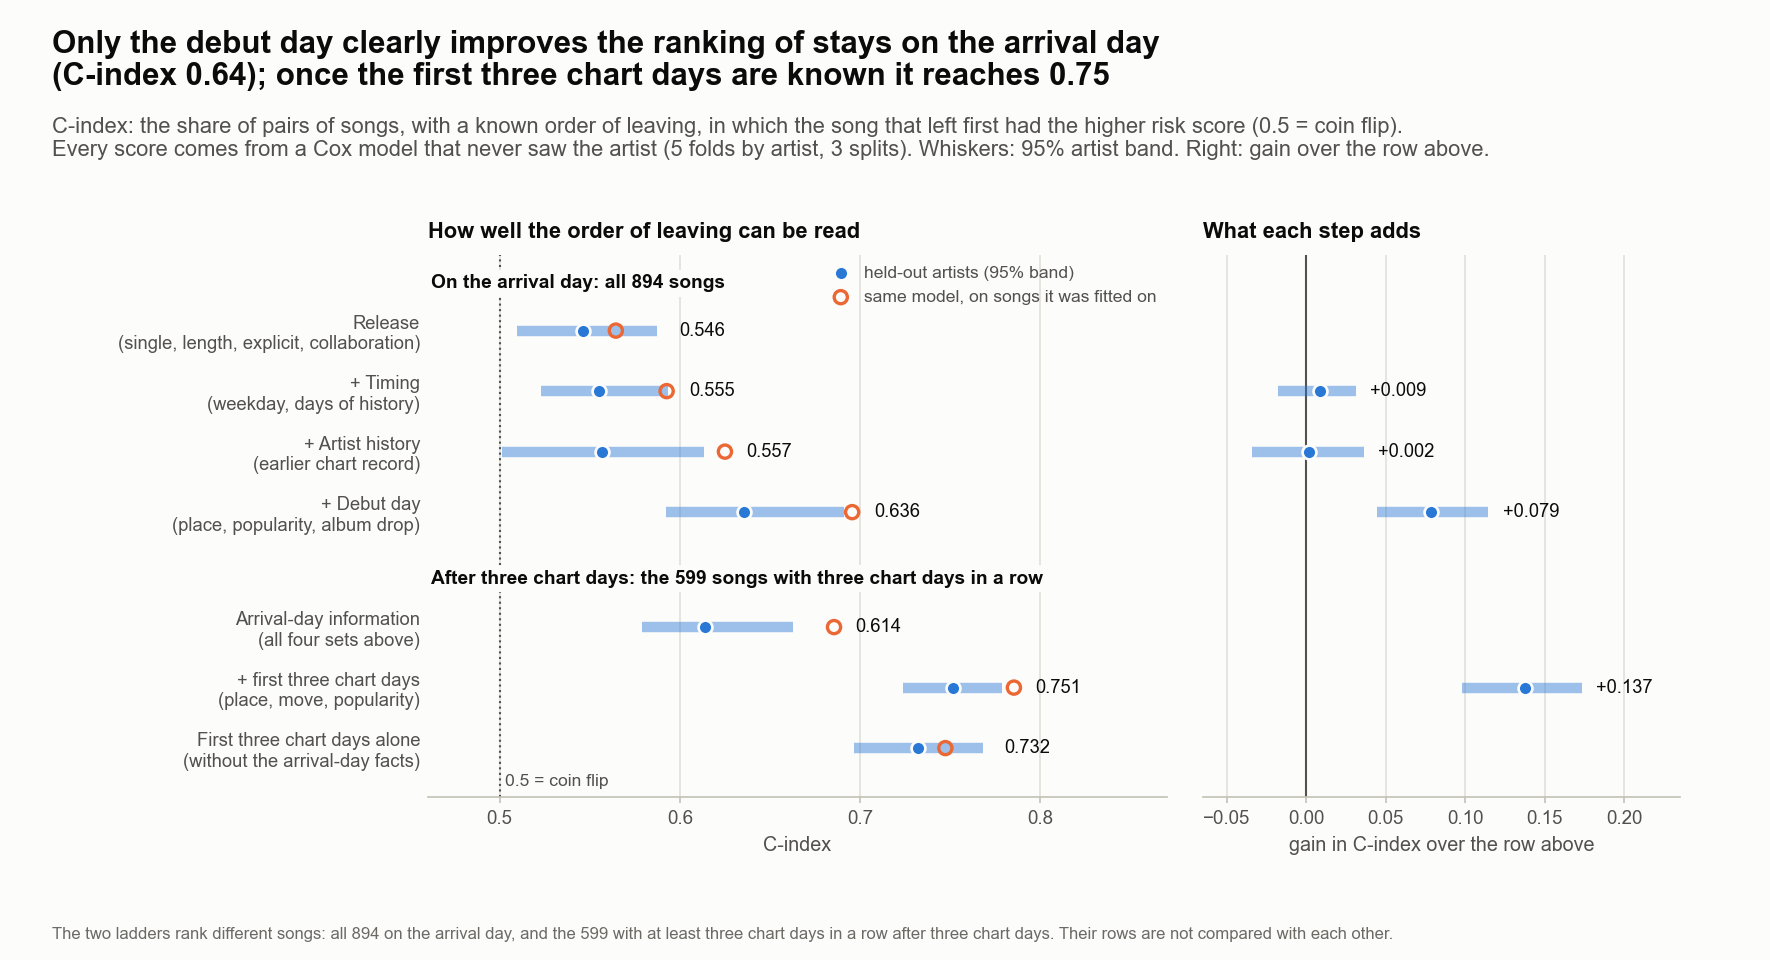 Only the debut day clearly improves the ranking of stays on the arrival day
(C-index 0.64); once the first three chart days are known it reaches 0.75
C-index: the share of pairs of songs, with a known order of leaving, in which the song that left first had the higher risk score (0.5 = coin flip).
Every score comes from a Cox model that never saw the artist (5 folds by artist, 3 splits). Whiskers: 95% artist band. Right: gain over the row above.
How well the order of leaving can be read
On the arrival day: all 894 songs
held-out artists (95% band)
same model, on songs it was fitted on
Release
(single, length, explicit, collaboration)
0.546
+ Timing
(weekday, days of history)
0.555
+ Artist history
(earlier chart record)
0.557
+ Debut day
(place, popularity, album drop)
0.636
After three chart days: the 599 songs with three chart days in a row
Arrival-day information
(all four sets above)
0.614
+ first three chart days
(place, move, popularity)
0.751
First three chart days alone
(without the arrival-day facts)
0.732
0.5 = coin flip
0.5 0.6 0.7 0.8
C-index
What each step adds
+0.009
+0.002
+0.079
+0.137
−0.05 0.00 0.05 0.10 0.15 0.20
gain in C-index over the row above
The two ladders rank different songs: all 894 on the arrival day, and the 599 with at least three chart days in a row after three chart days. Their rows are not compared with each other.